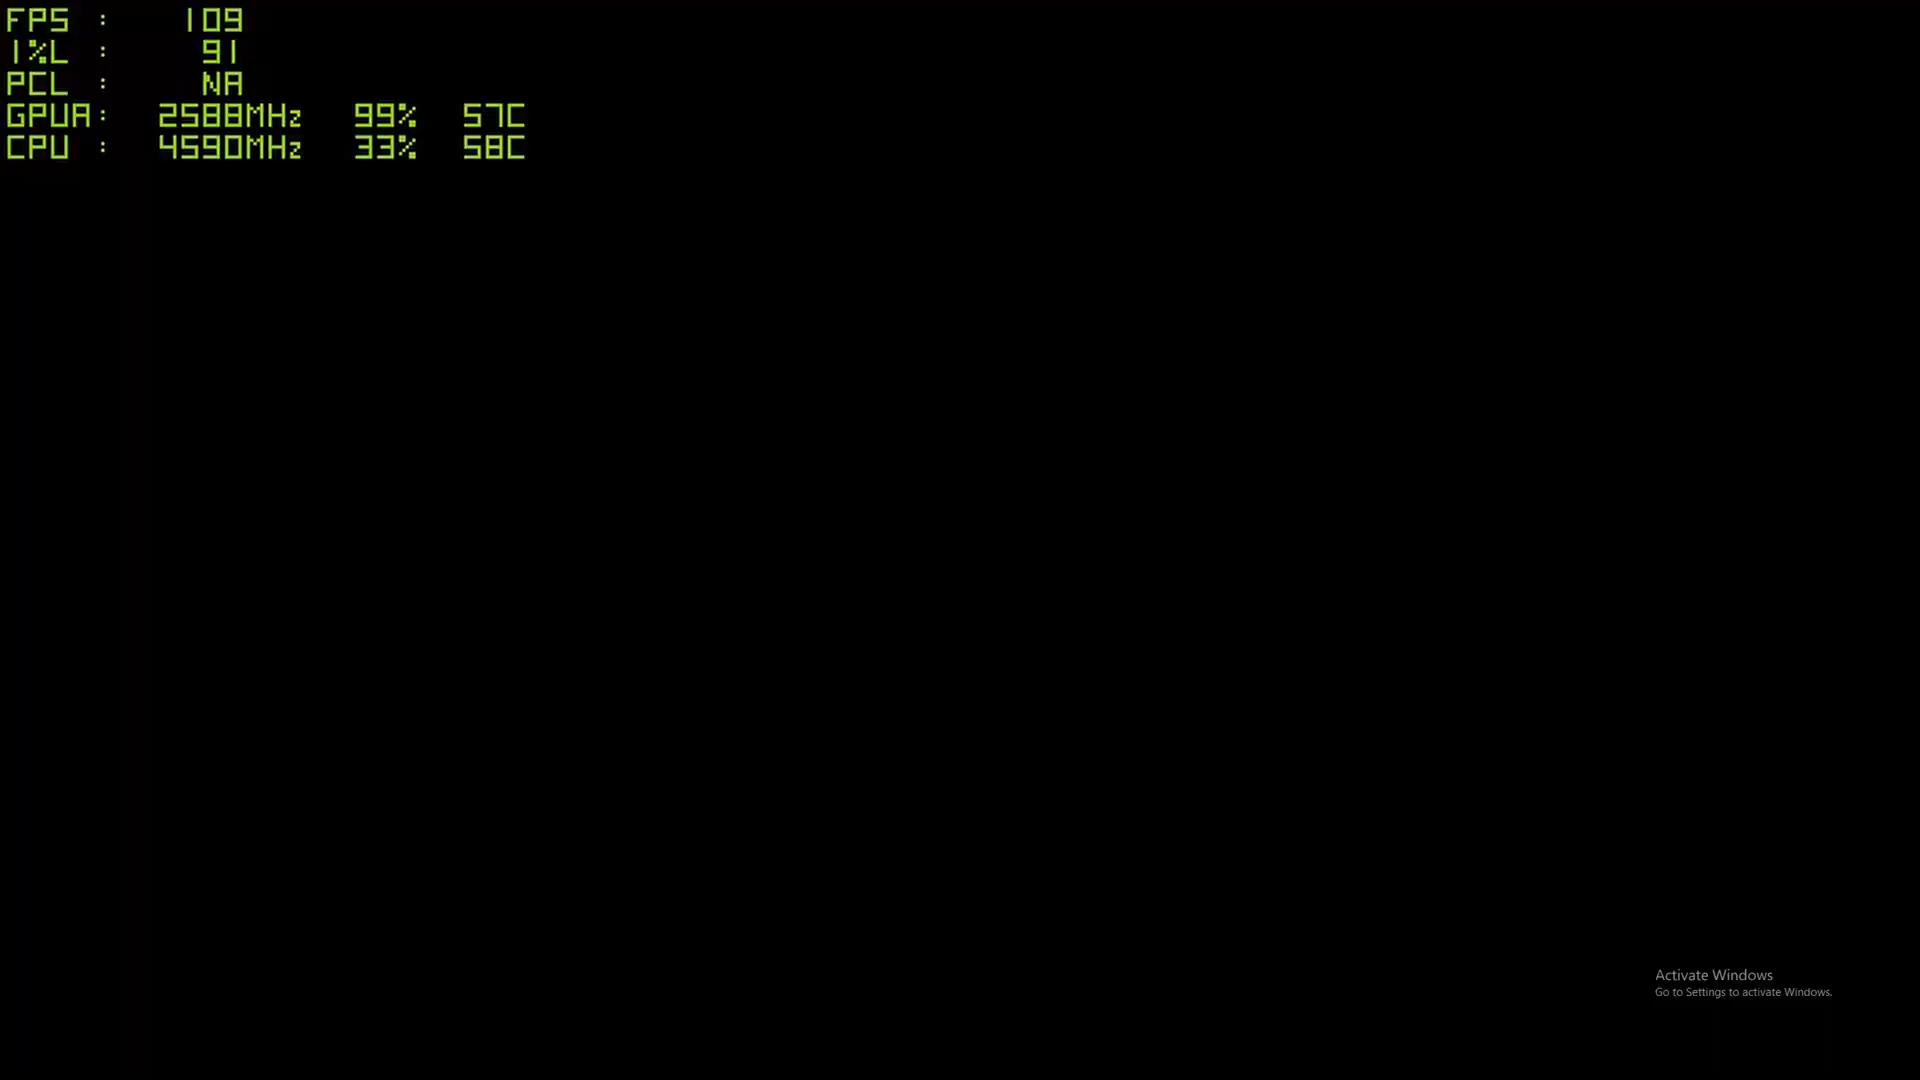 FPS : 109
1%L : 91
PCL : NA
GPUA: 2588MHz 99% 57C
CPU : 4590MHz 33% 58C
Activate Windows
Go to Settings to activate Windows.